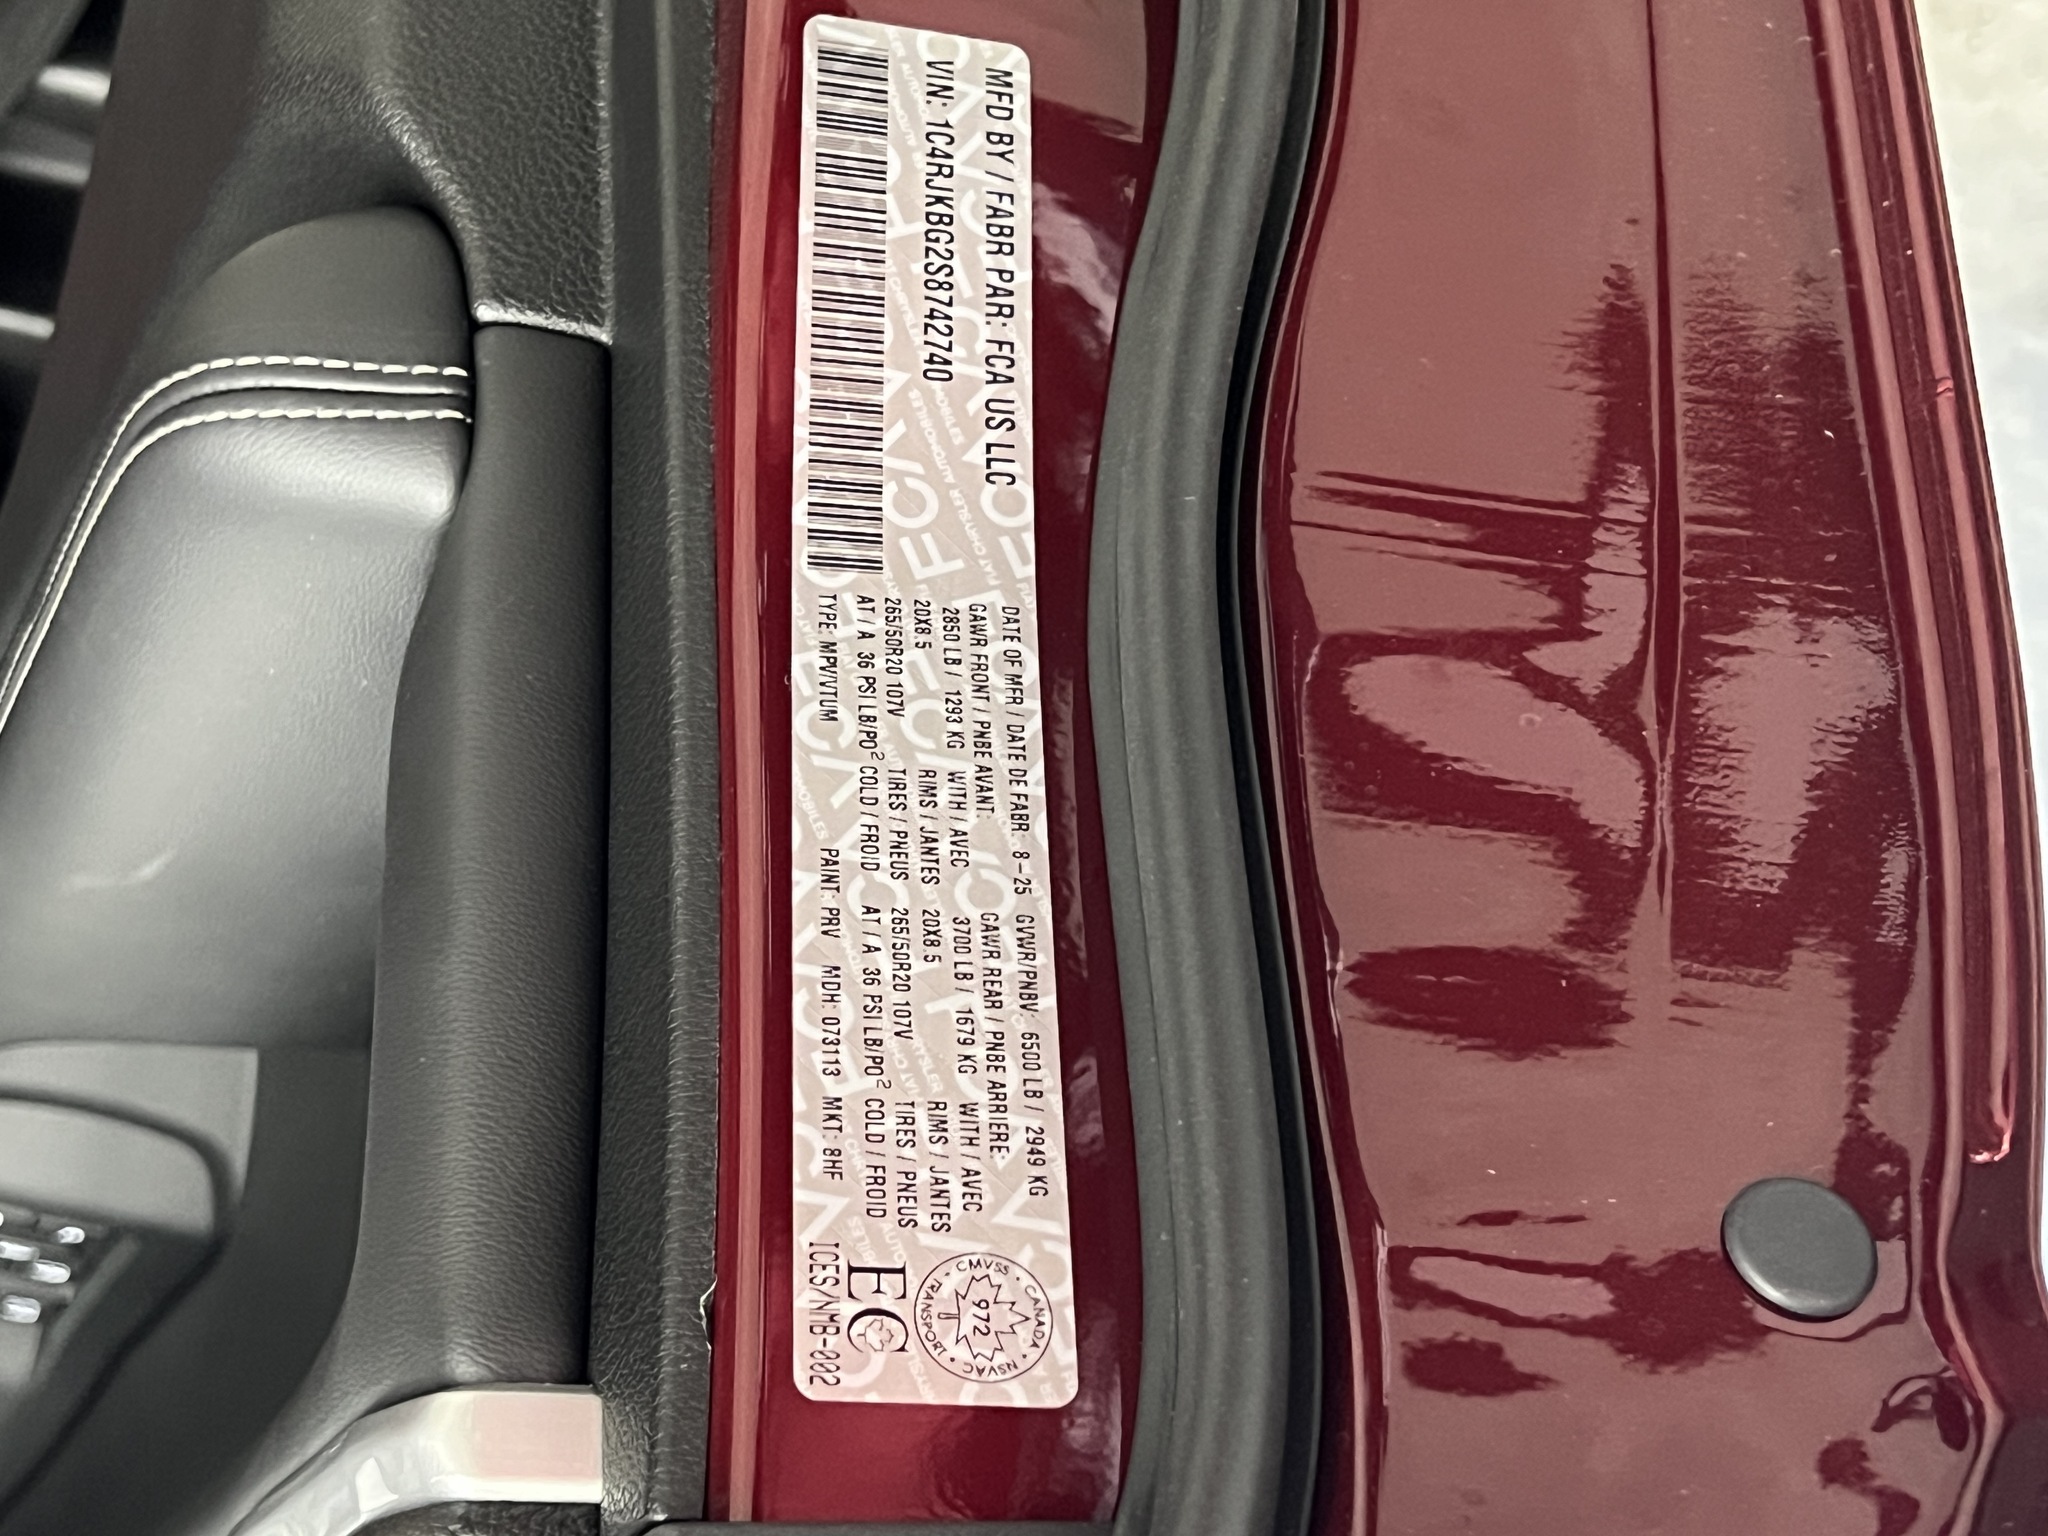 MFD BY / FABR PAR: FCA US LLC
VIN: 1C4RJKBG2S8742740
DATE OF MFR / DATE DE FABR: 8-25 GVWR/PNBV: 6500 LB / 2949 KG
GAWR FRONT / PNBE AVANT: GAWR REAR / PNBE ARRIERE:
2850 LB / 1293 KG WITH / AVEC 3700 LB / 1679 KG WITH / AVEC
20X8.5 RIMS / JANTES 20X8.5 RIMS / JANTES
265/50R20 107V TIRES / PNEUS 265/50R20 107V TIRES / PNEUS
AT / A 36 PSI LB/PO² COLD / FROID AT / A 36 PSI LB/PO² COLD / FROID
TYPE: MPV/VTUM PAINT: PRV MDH: 073113 MKT: 8HF
CANADA
CMVSS • NSVAC
972
TRANSPORT
EC
ICES/NMB-002